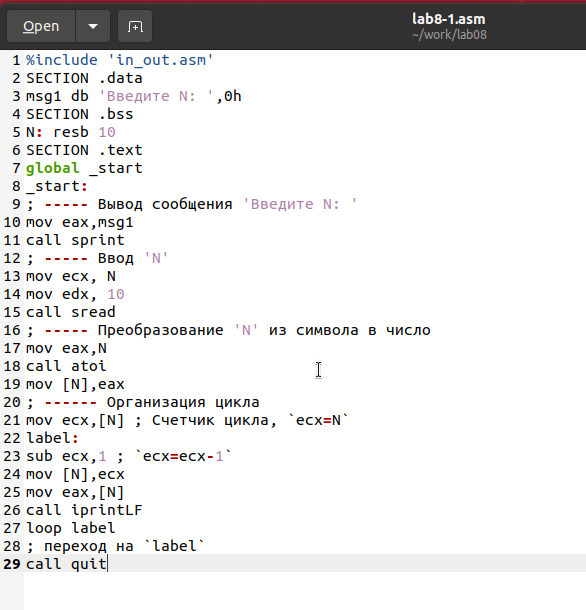 Open
lab8-1.asm
~/work/lab08
1 %include 'in_out.asm'
2 SECTION .data
3 msg1 db 'Введите N: ',0h
4 SECTION .bss
5 N: resb 10
6 SECTION .text
7 global _start
8 _start:
9 ; ----- Вывод сообщения 'Введите N: '
10 mov eax,msg1
11 call sprint
12 ; ----- Ввод 'N'
13 mov ecx, N
14 mov edx, 10
15 call sread
16 ; ----- Преобразование 'N' из символа в число
17 mov eax,N
18 call atoi
19 mov [N],eax
20 ; ------ Организация цикла
21 mov ecx,[N] ; Счетчик цикла, `ecx=N`
22 label:
23 sub ecx,1 ; `ecx=ecx-1`
24 mov [N],ecx
25 mov eax,[N]
26 call iprintLF
27 loop label
28 ; переход на `label`
29 call quit